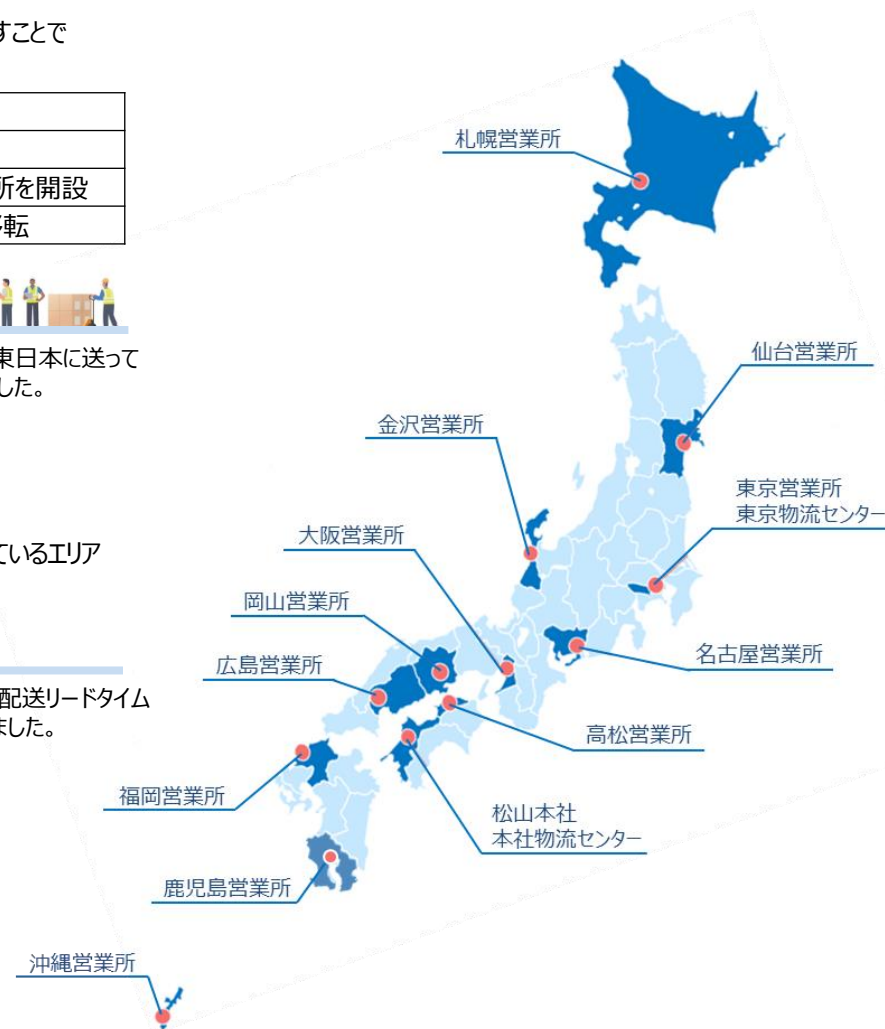 すことで
所を開設
移転
東日本に送って
した。
ているエリア
配送リードタイム
ました。
札幌営業所
仙台営業所
金沢営業所
東京営業所
東京物流センター
大阪営業所
岡山営業所
広島営業所
名古屋営業所
高松営業所
福岡営業所
松山本社
本社物流センター
鹿児島営業所
沖縄営業所